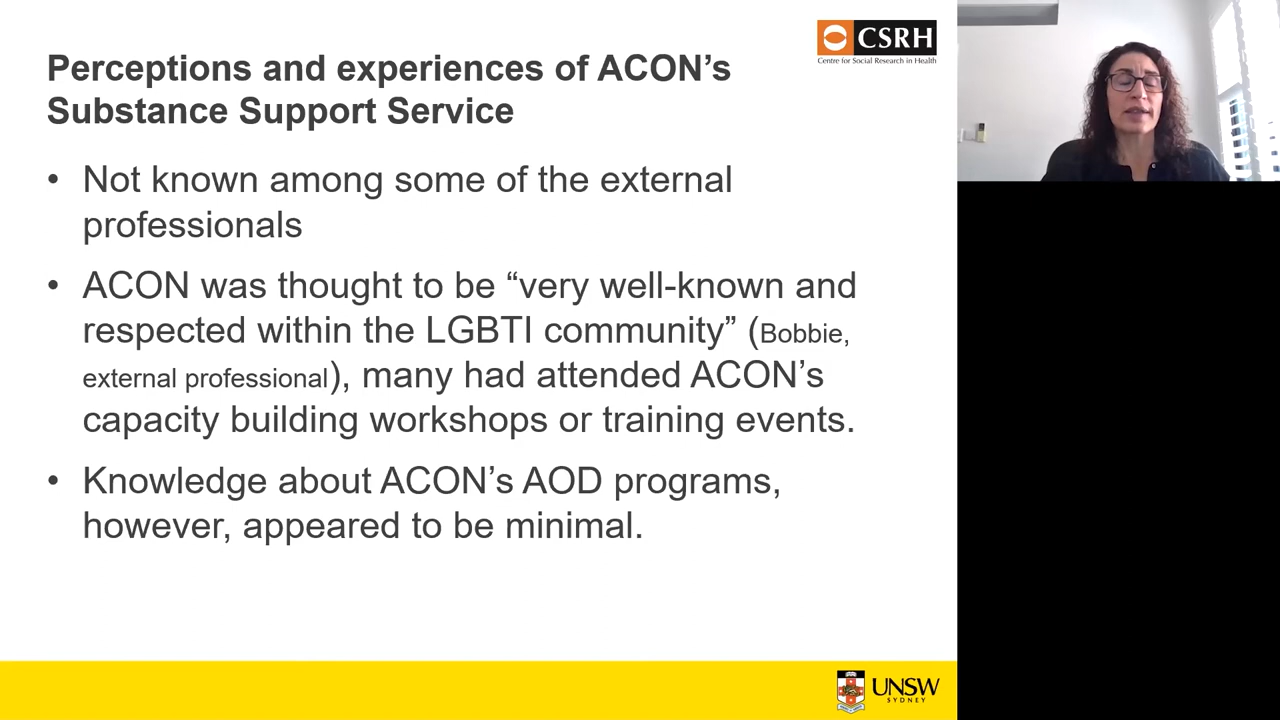 CSRH
Centre for Social Research in Health
Perceptions and experiences of ACON’s
Substance Support Service
• Not known among some of the external
professionals
• ACON was thought to be “very well-known and
respected within the LGBTI community” (Bobbie,
external professional), many had attended ACON’s
capacity building workshops or training events.
• Knowledge about ACON’s AOD programs,
however, appeared to be minimal.
UNSW
SYDNEY